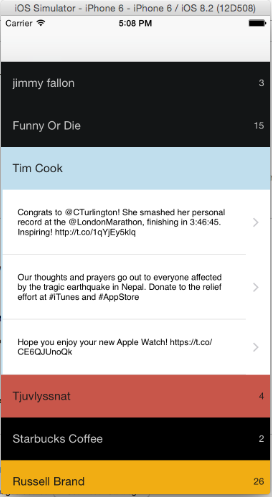 iOS Simulator - iPhone 6 - iPhone 6 / iOS 8.2 (12D508)
Carrier 5:08 PM
jimmy fallon 3
Funny Or Die 15
Tim Cook
Congrats to @CTurlington! She smashed her personal
record at the @LondonMarathon, finishing in 3:46:45.
Inspiring! http://t.co/1qYjEy5kIq
Our thoughts and prayers go out to everyone affected
by the tragic earthquake in Nepal. Donate to the relief
effort at #iTunes and #AppStore
Hope you enjoy your new Apple Watch! https://t.co/
CE6QJUnoQk
Tjuvlyssnat 4
Starbucks Coffee 2
Russell Brand 26